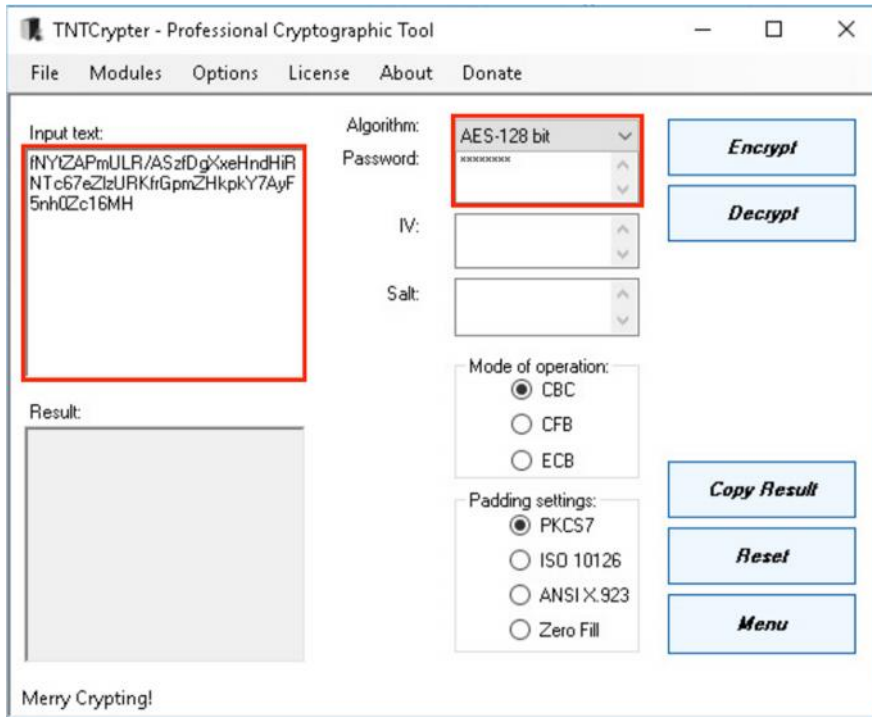 TNTCrypter - Professional Cryptographic Tool
File Modules Options License About Donate
Input text:
fNYtZAPmULR/ASzfDgXxeHndHiR
NTc67eZlzURKfrGpmZHkpkY7AyF
5nh0Zc16MH
Algorithm:
AES-128 bit
Password:
********
IV:
Salt:
Mode of operation:
CBC
CFB
ECB
Padding settings:
PKCS7
ISO 10126
ANSI X.923
Zero Fill
Encrypt
Decrypt
Result:
Copy Result
Reset
Menu
Merry Crypting!